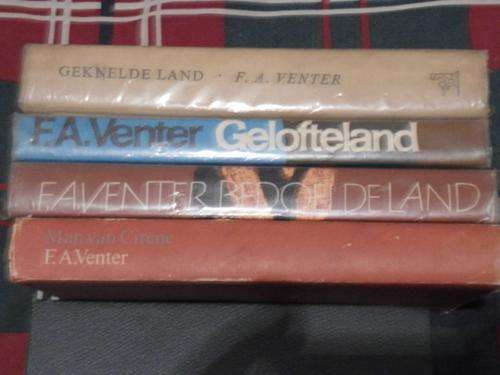 GEKNELDE LAND · F. A. VENTER
F.A.Venter Gelofteland
F A VENTER BEDOELDE LAND
Man van Cirene
F.A.Venter